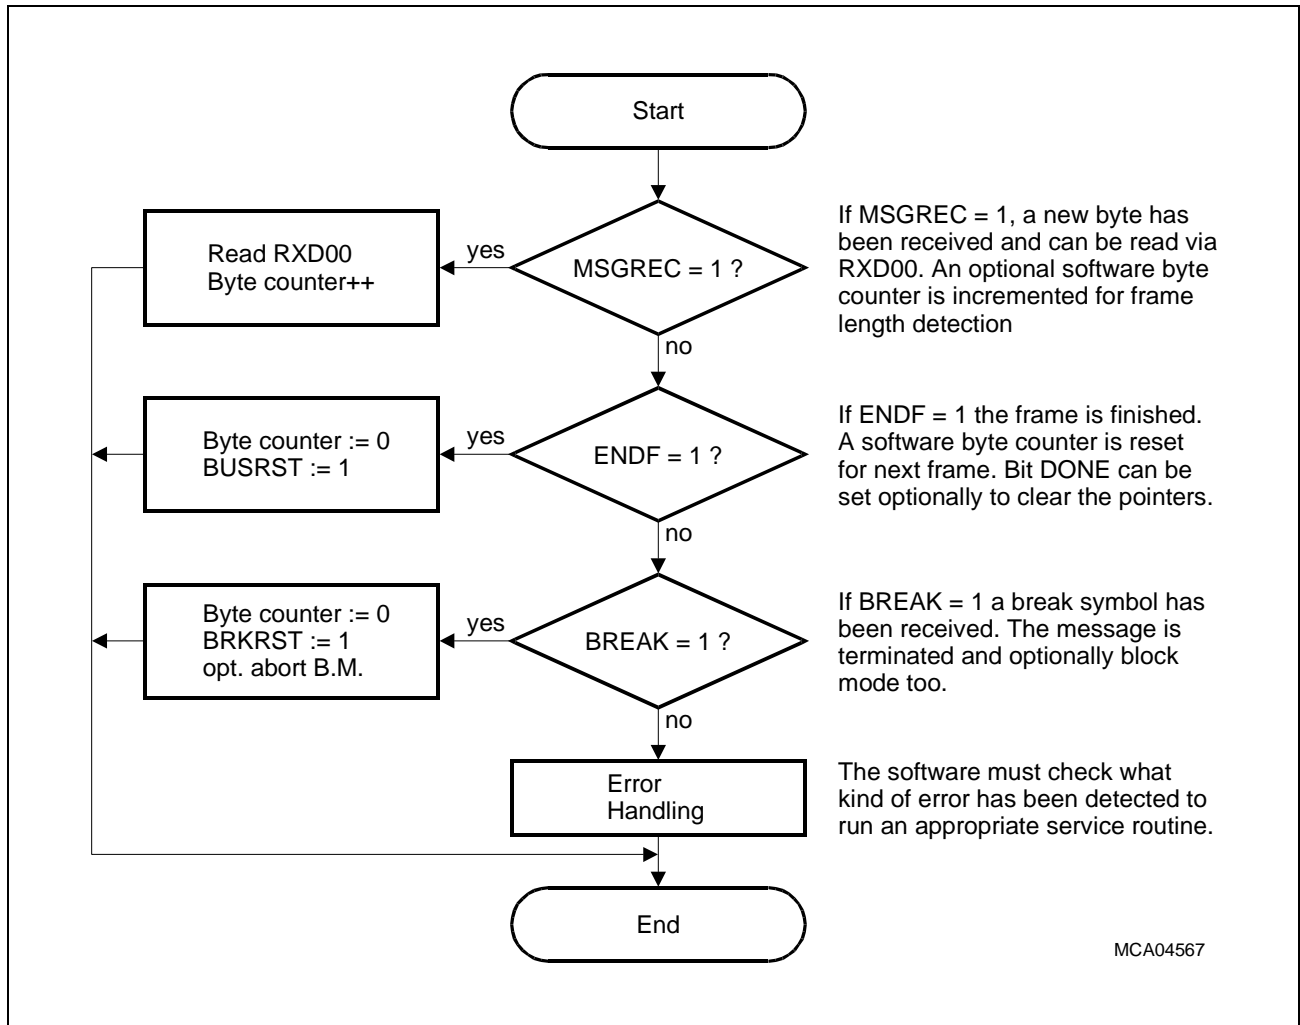 Start
Read RXD00
Byte counter++
yes
MSGREC = 1 ?
no
If MSGREC = 1, a new byte has
been received and can be read via
RXD00. An optional software byte
counter is incremented for frame
length detection
Byte counter := 0
BUSRST := 1
yes
ENDF = 1 ?
no
If ENDF = 1 the frame is finished.
A software byte counter is reset
for next frame. Bit DONE can be
set optionally to clear the pointers.
Byte counter := 0
BRKRST := 1
opt. abort B.M.
yes
BREAK = 1 ?
no
If BREAK = 1 a break symbol has
been received. The message is
terminated and optionally block
mode too.
Error
Handling
The software must check what
kind of error has been detected to
run an appropriate service routine.
End
MCA04567